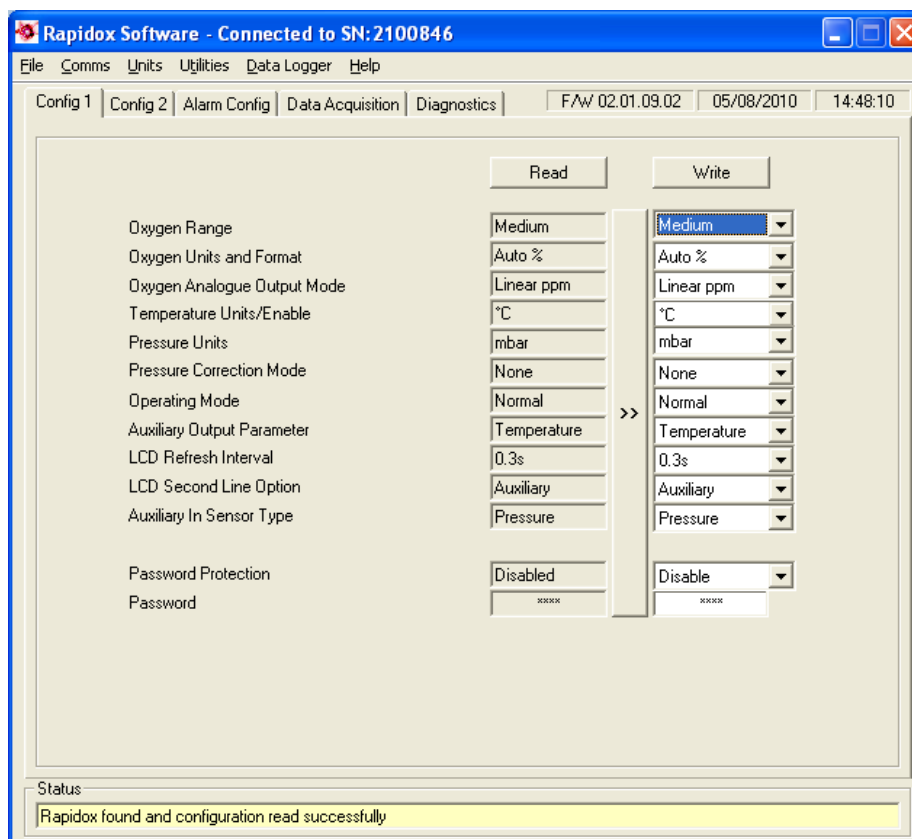 Rapidox Software - Connected to SN:2100846
File Comms Units Utilities Data Logger Help
Config 1 Config 2 Alarm Config Data Acquisition Diagnostics F/W 02.01.09.02 05/08/2010 14:48:10
Read Write
Oxygen Range Medium Medium
Oxygen Units and Format Auto % Auto %
Oxygen Analogue Output Mode Linear ppm Linear ppm
Temperature Units/Enable °C °C
Pressure Units mbar mbar
Pressure Correction Mode None None
Operating Mode Normal >> Normal
Auxiliary Output Parameter Temperature Temperature
LCD Refresh Interval 0.3s 0.3s
LCD Second Line Option Auxiliary Auxiliary
Auxiliary In Sensor Type Pressure Pressure
Password Protection Disabled Disable
Password **** ****
Status
Rapidox found and configuration read successfully